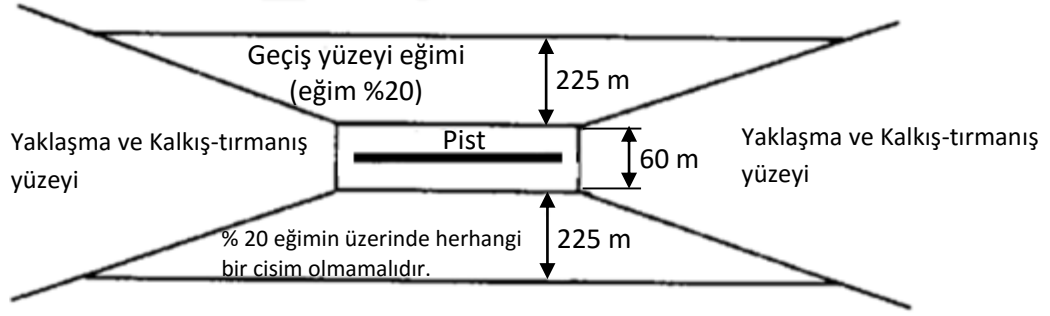 Geçiş yüzeyi eğimi
(eğim %20)
225 m
Yaklaşma ve Kalkış-tırmanış
yüzeyi
Pist
60 m
Yaklaşma ve Kalkış-tırmanış
yüzeyi
% 20 eğimin üzerinde herhangi
bir cisim olmamalıdır.
225 m